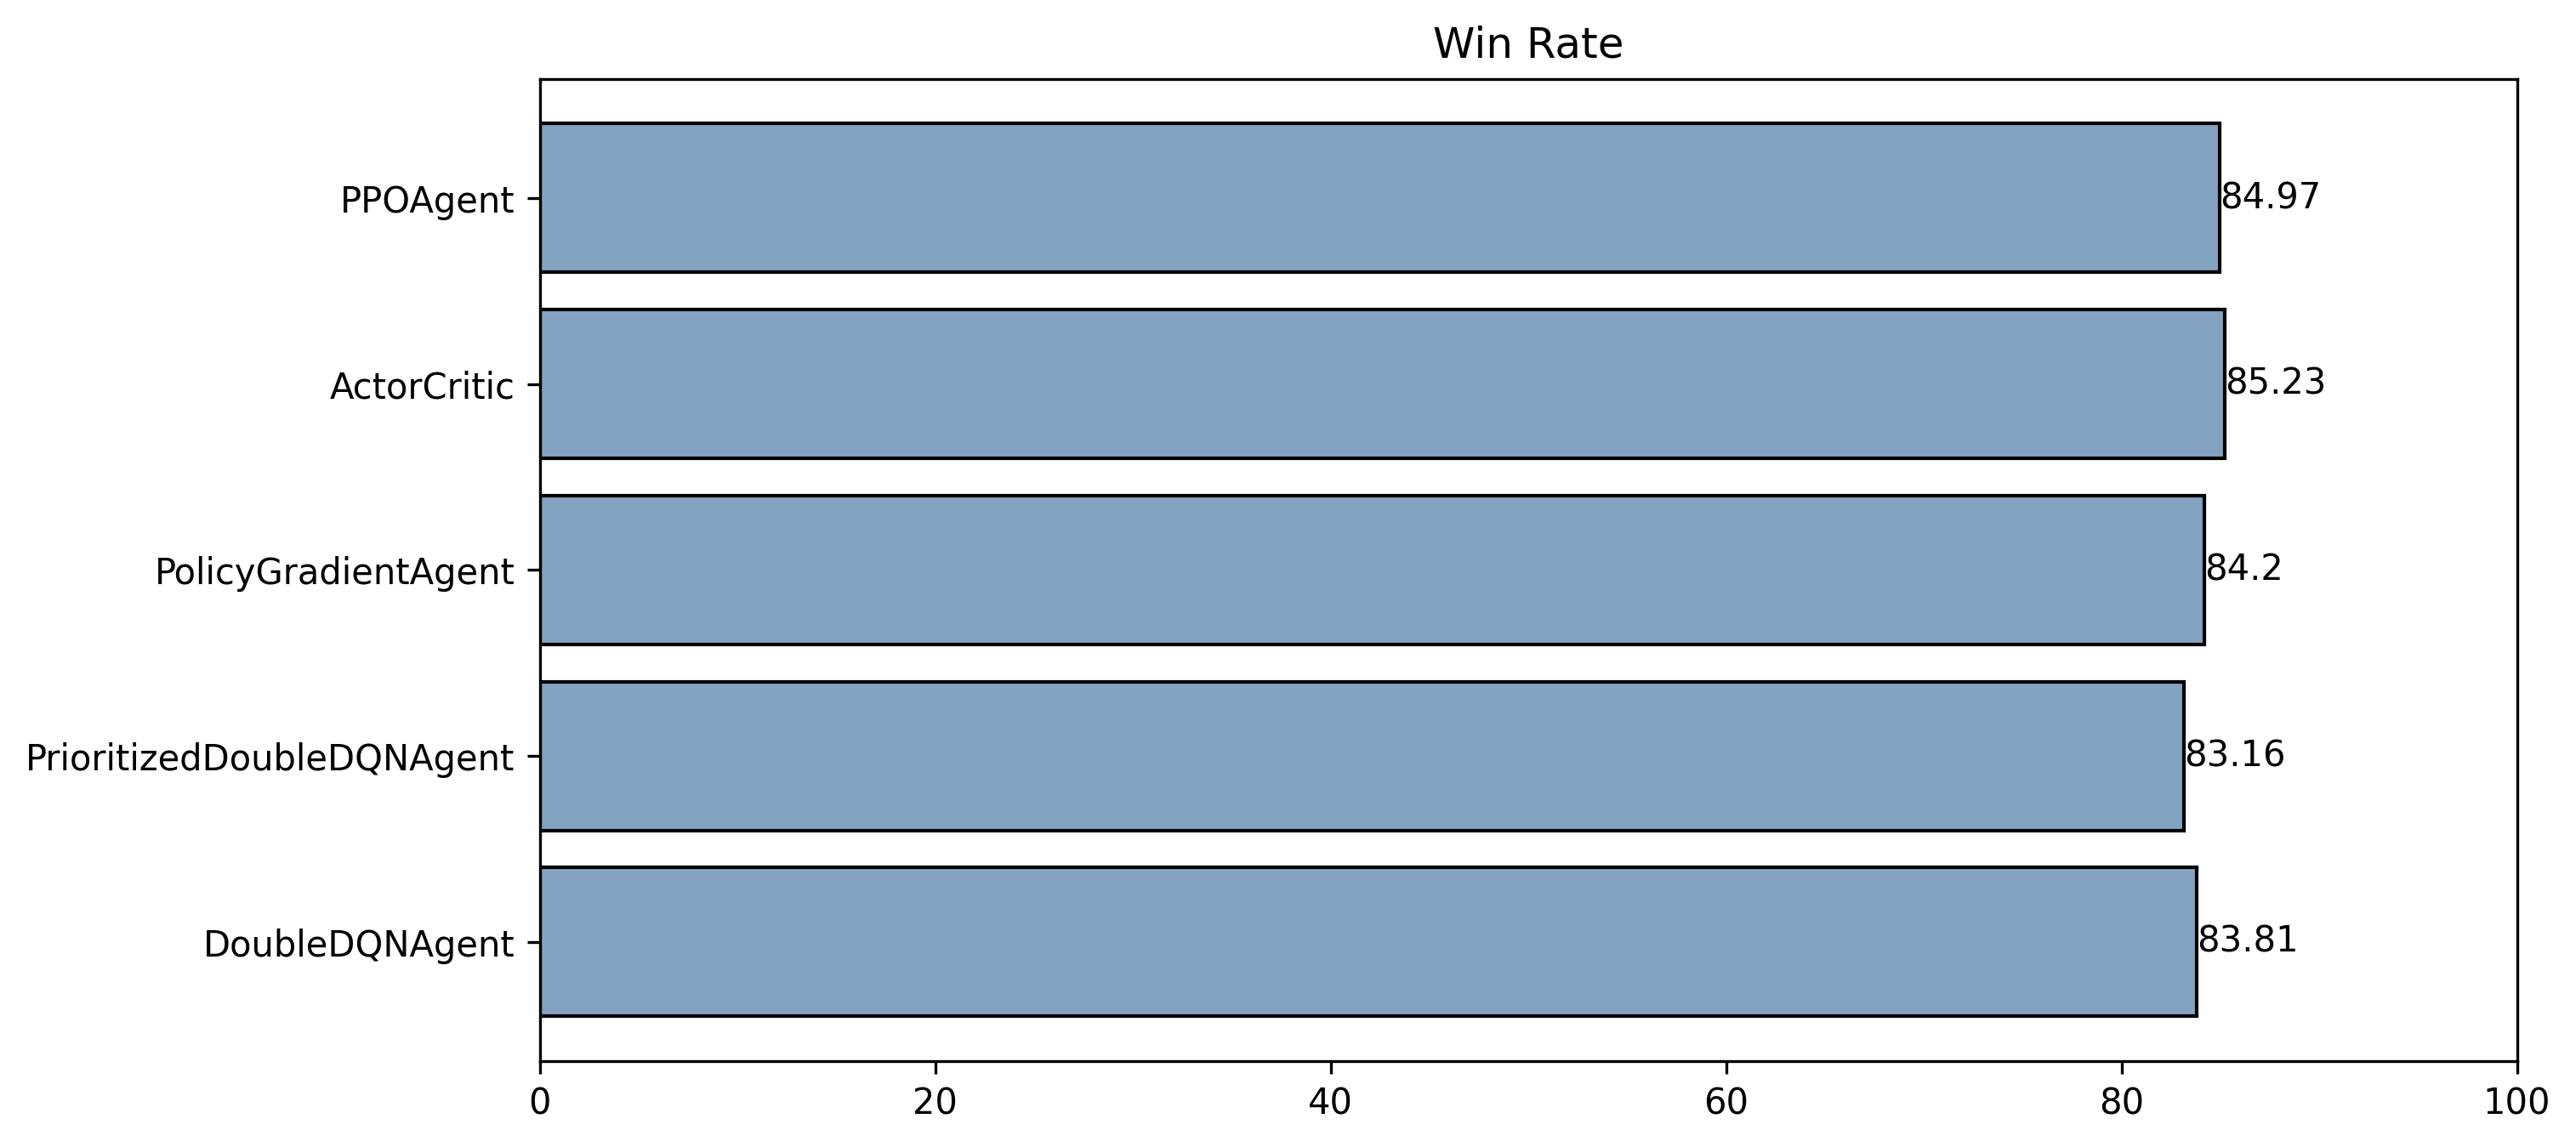 Win Rate
PPOAgent 84.97
ActorCritic 85.23
PolicyGradientAgent 84.2
PrioritizedDoubleDQNAgent 83.16
DoubleDQNAgent 83.81
0 20 40 60 80 100